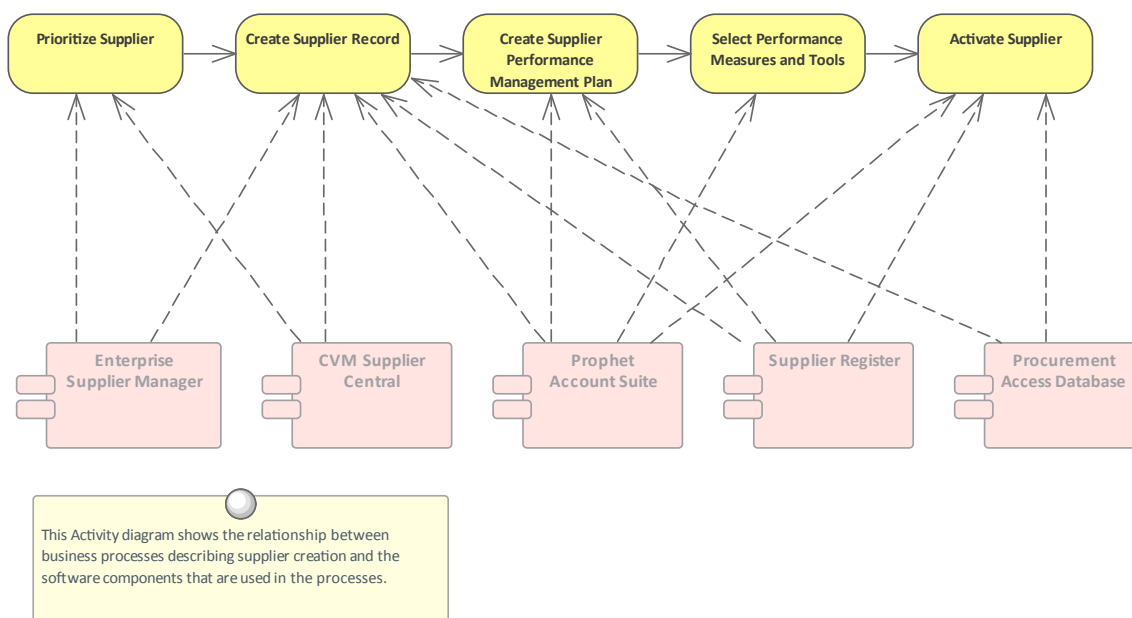 Prioritize Supplier
Create Supplier Record
Create Supplier
Performance
Management Plan
Select Performance
Measures and Tools
Activate Supplier
Enterprise
Supplier Manager
CVM Supplier
Central
Prophet
Account Suite
Supplier Register
Procurement
Access Database
This Activity diagram shows the relationship between
business processes describing supplier creation and the
software components that are used in the processes.